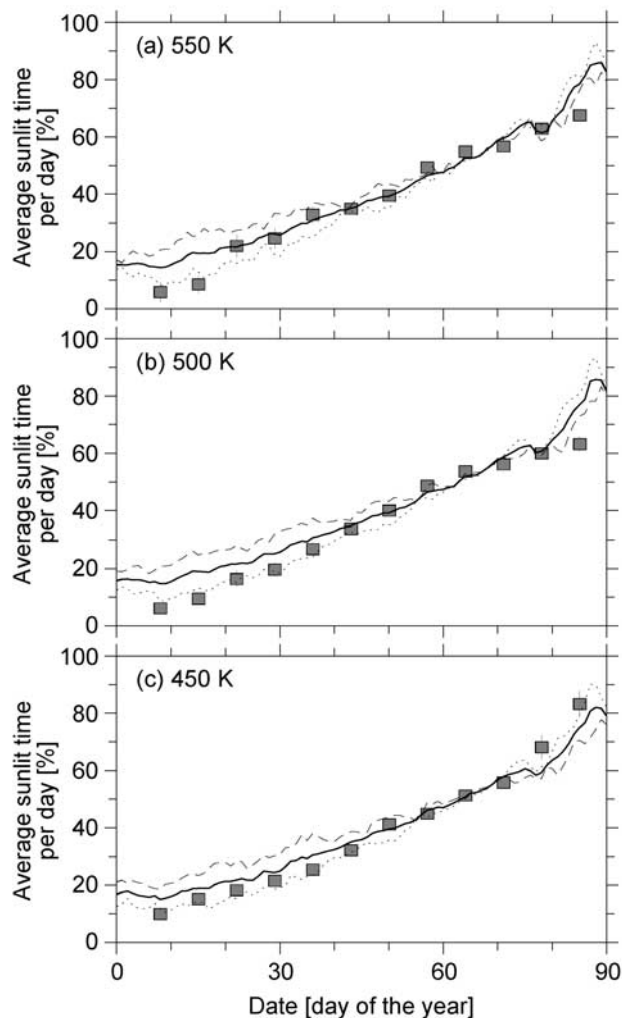 100
80
60
40
20
0
Average sunlit time
per day [%]
(a) 550 K
100
80
60
40
20
0
Average sunlit time
per day [%]
(b) 500 K
100
80
60
40
20
0
Average sunlit time
per day [%]
(c) 450 K
0 30 60 90
Date [day of the year]